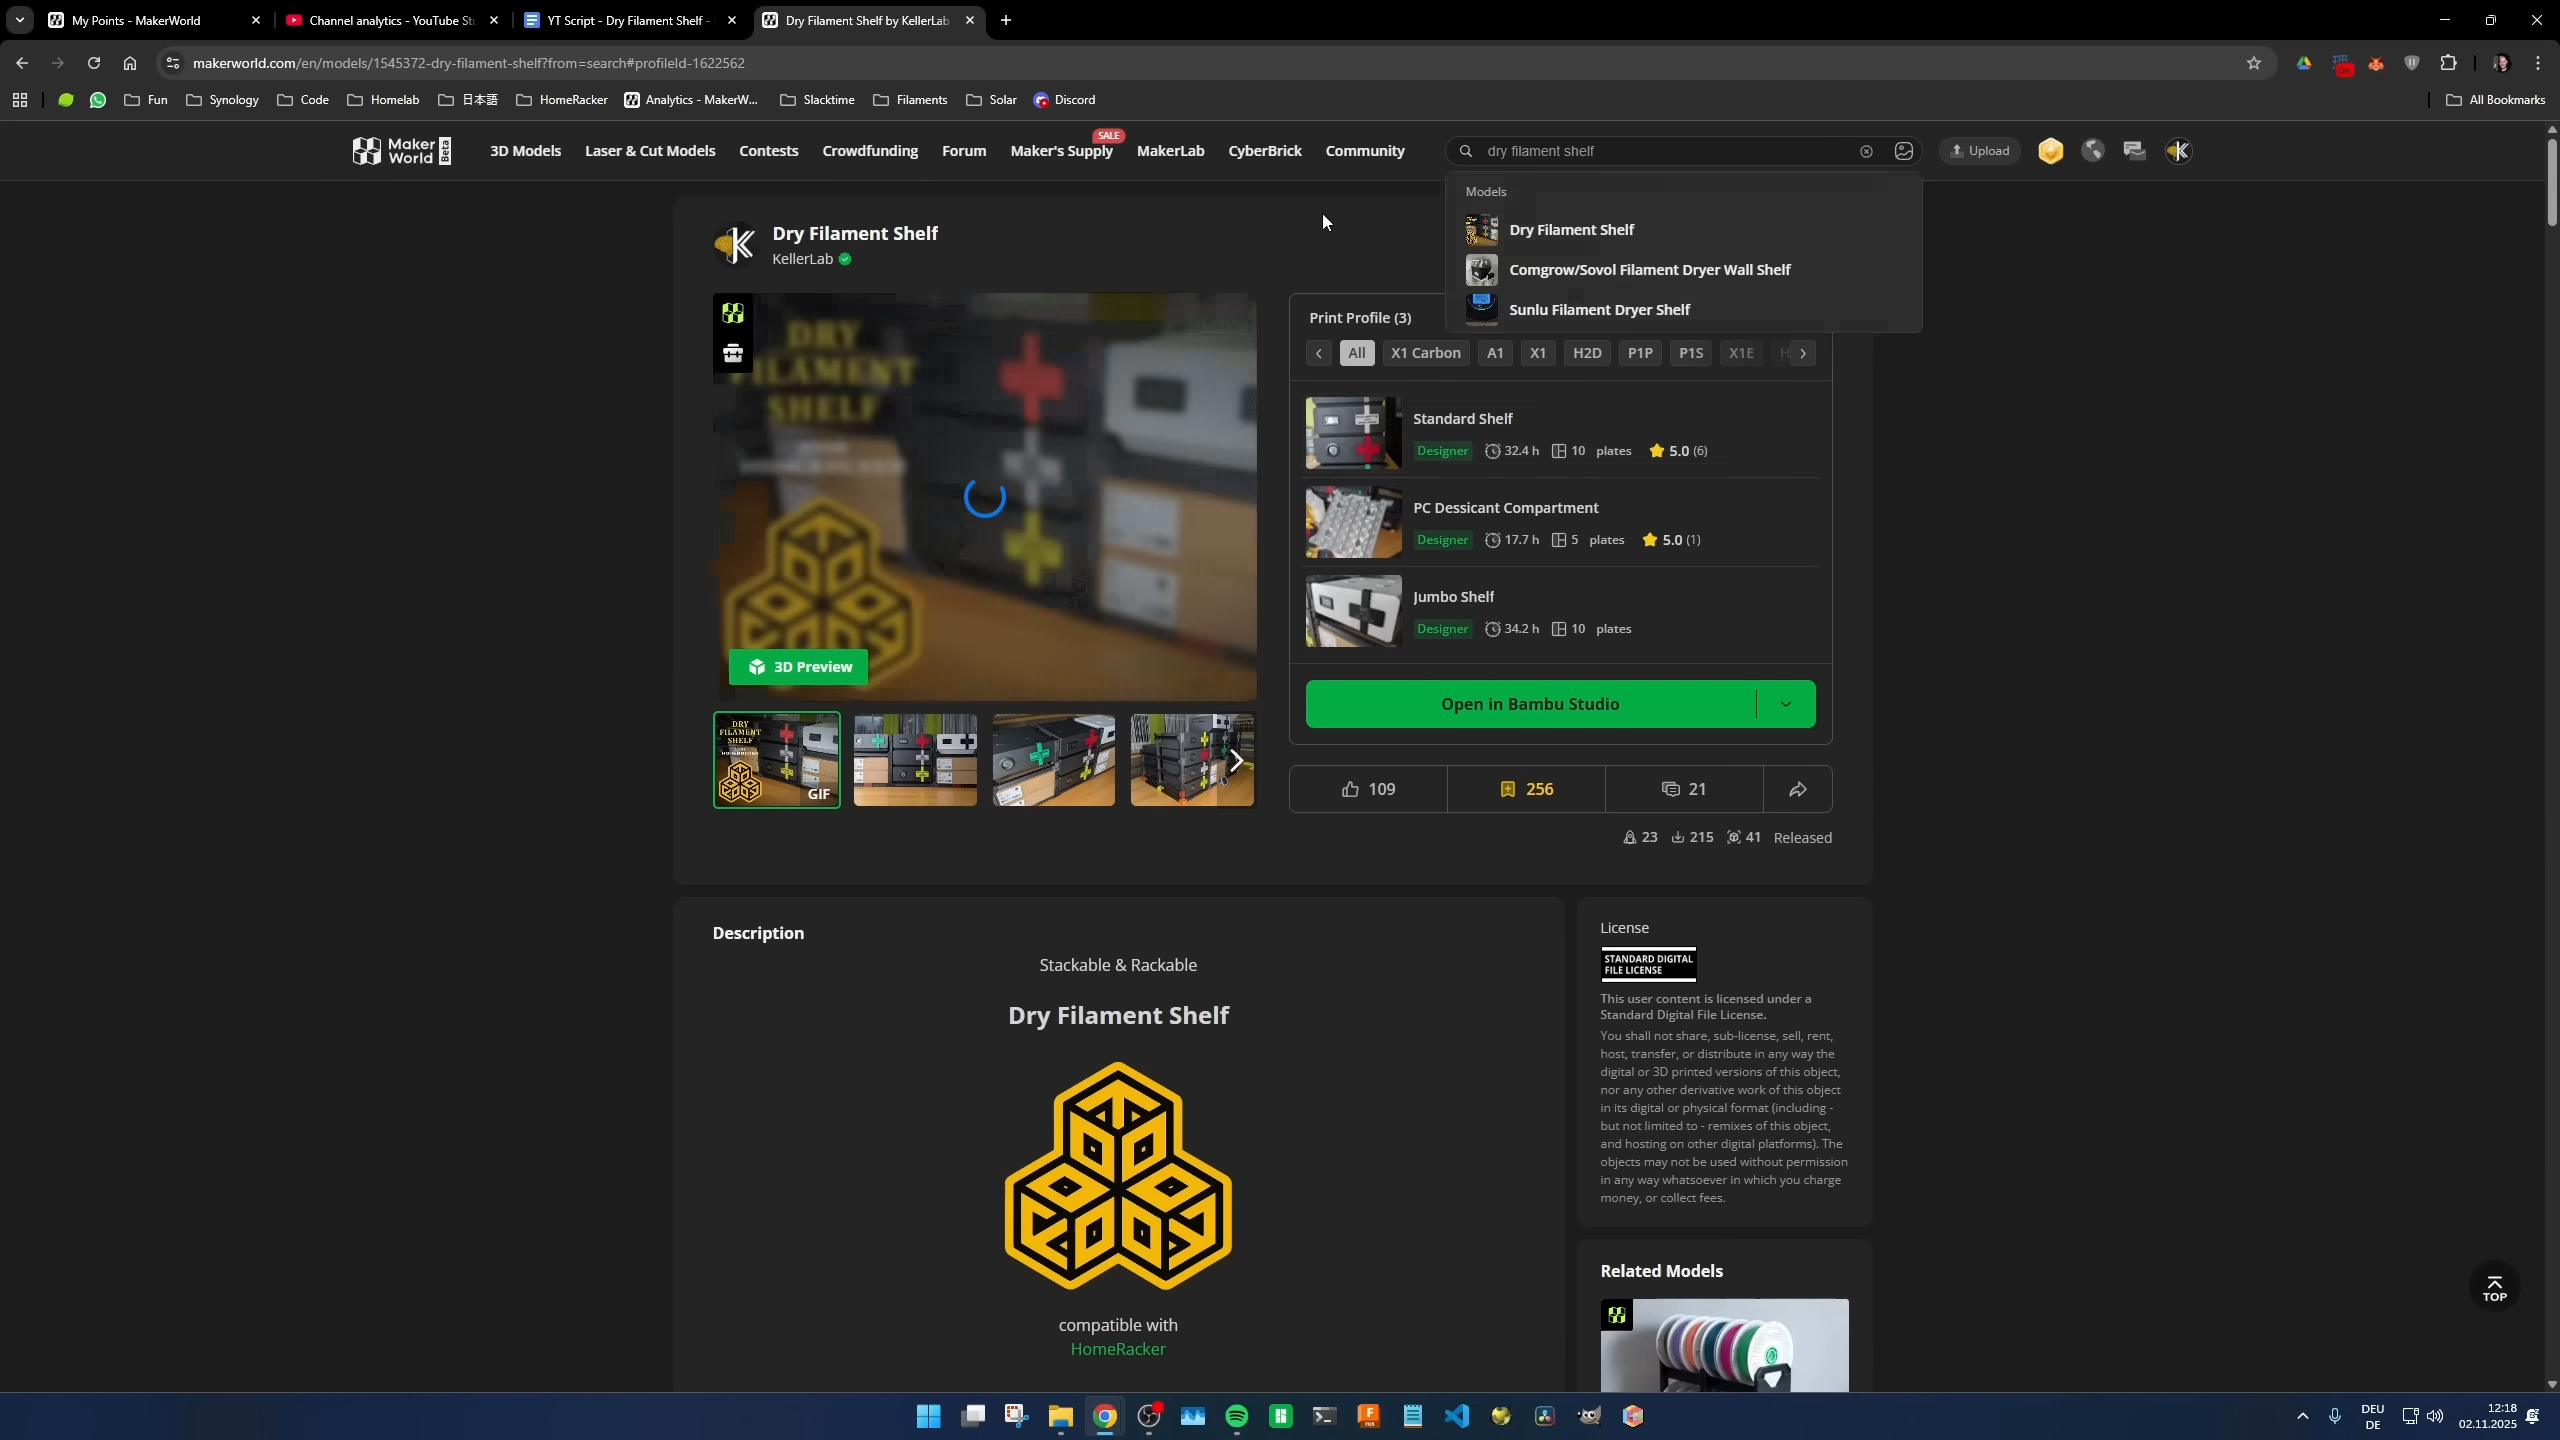 My Points - MakerWorld
Channel analytics - YouTube St
YT Script - Dry Filament Shelf -
Dry Filament Shelf by KellerLab
makerworld.com/en/models/1545372-dry-filament-shelf?from=search#profileId-1622562
Fun
Synology
Code
Homelab
日本語
HomeRacker
Analytics - MakerW...
Slacktime
Filaments
Solar
Discord
All Bookmarks
Maker World Beta
3D Models
Laser & Cut Models
Contests
Crowdfunding
Forum
Maker's Supply
SALE
MakerLab
CyberBrick
Community
dry filament shelf
Upload
Models
Dry Filament Shelf
Comgrow/Sovol Filament Dryer Wall Shelf
Sunlu Filament Dryer Shelf
Dry Filament Shelf
KellerLab
DRY
FILAMENT
SHELF
3D Preview
DRY
FILAMENT
SHELF
GIF
Print Profile (3)
All
X1 Carbon
A1
X1
H2D
P1P
P1S
X1E
H
Standard Shelf
Designer 32.4 h 10 plates 5.0 (6)
PC Dessicant Compartment
Designer 17.7 h 5 plates 5.0 (1)
Jumbo Shelf
Designer 34.2 h 10 plates
Open in Bambu Studio
109
256
21
23 215 41 Released
Description
Stackable & Rackable
Dry Filament Shelf
compatible with
HomeRacker
License
STANDARD DIGITAL
FILE LICENSE
This user content is licensed under a
Standard Digital File License.
You shall not share, sub-license, sell, rent,
host, transfer, or distribute in any way the
digital or 3D printed versions of this object,
nor any other derivative work of this object
in its digital or physical format (including -
but not limited to - remixes of this object,
and hosting on other digital platforms). The
objects may not be used without permission
in any way whatsoever in which you charge
money, or collect fees.
Related Models
TOP
DEU
DE
12:18
02.11.2025